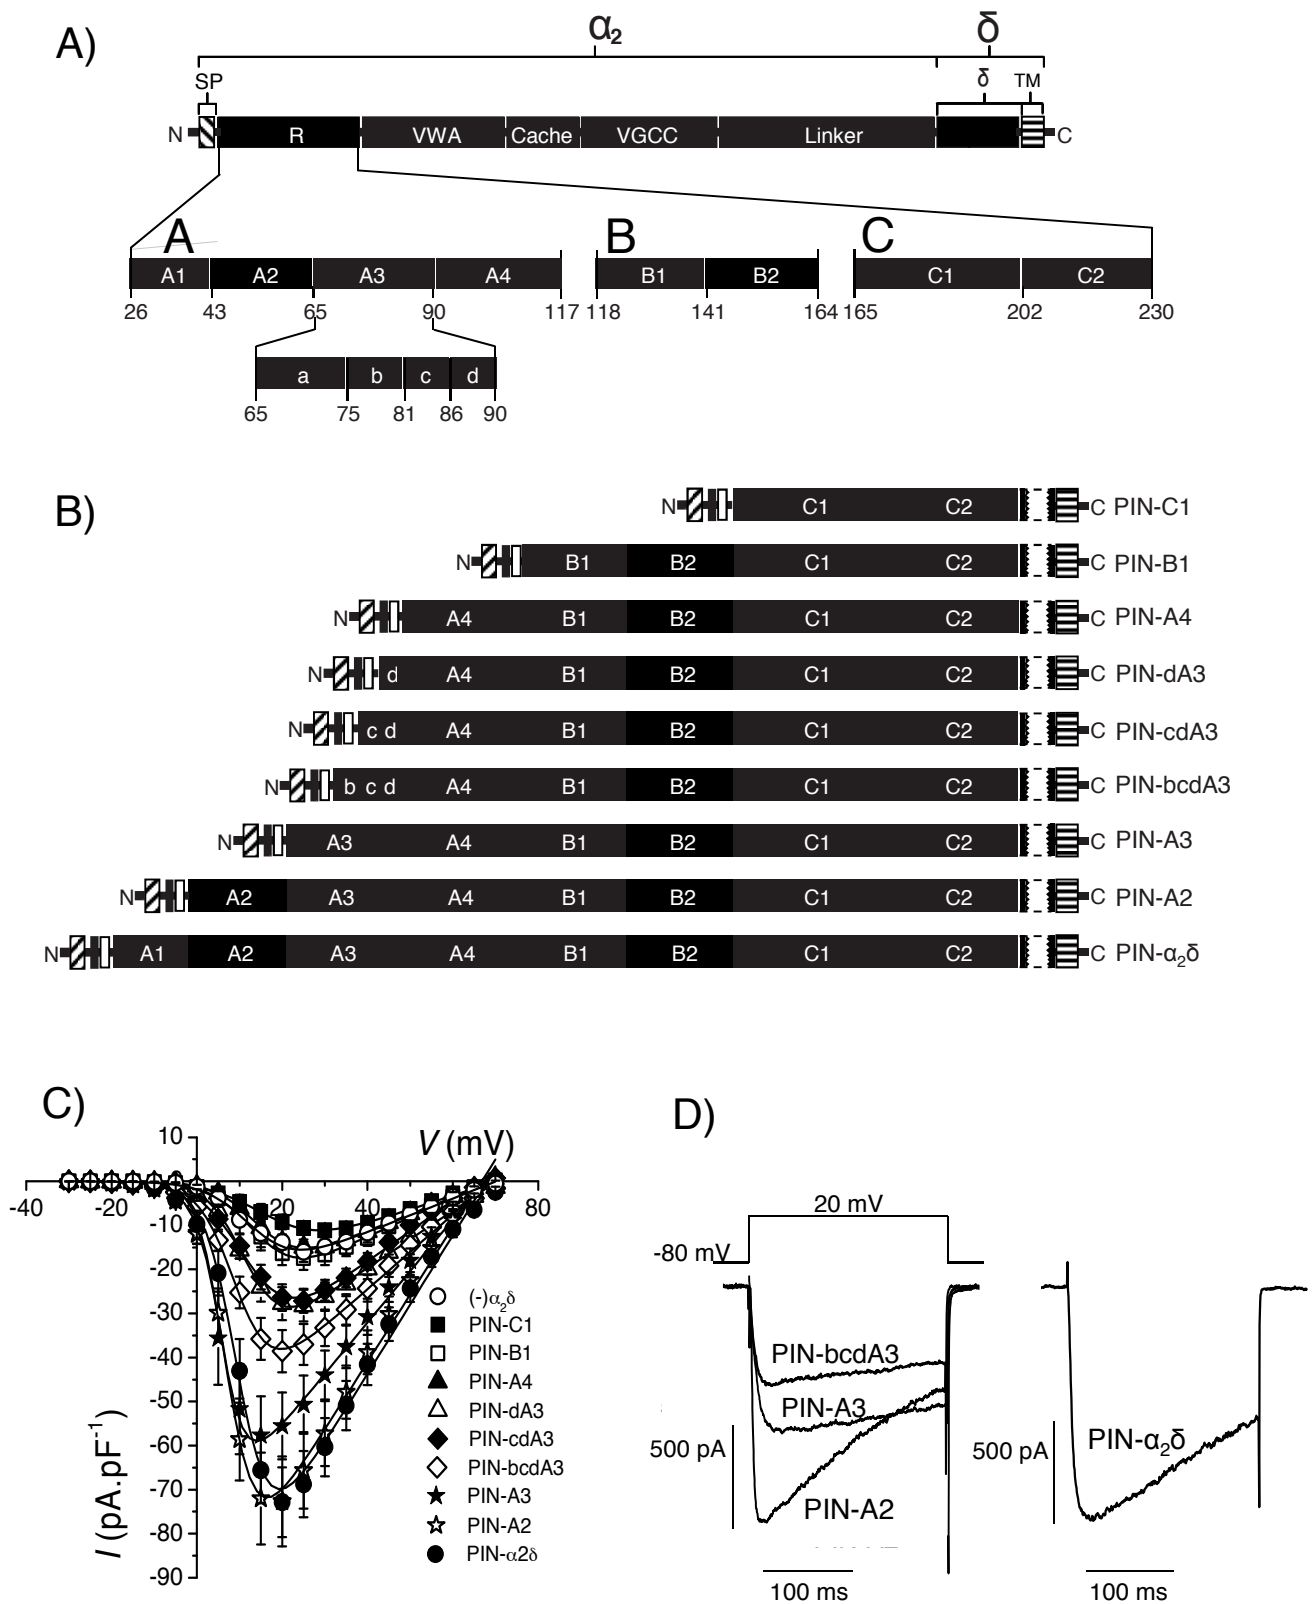 A)
α2
δ
SP
δ
TM
N
R
VWA
Cache
VGCC
Linker
C
A
B
C
A1
A2
A3
A4
B1
B2
C1
C2
26
43
65
90
117
118
141
164
165
202
230
a
b
c
d
65
75
81
86
90
B)
N C1 C2 C PIN-C1
N B1 B2 C1 C2 C PIN-B1
N A4 B1 B2 C1 C2 C PIN-A4
N d A4 B1 B2 C1 C2 C PIN-dA3
N c d A4 B1 B2 C1 C2 C PIN-cdA3
N b c d A4 B1 B2 C1 C2 C PIN-bcdA3
N A3 A4 B1 B2 C1 C2 C PIN-A3
N A2 A3 A4 B1 B2 C1 C2 C PIN-A2
N A1 A2 A3 A4 B1 B2 C1 C2 C PIN-α2δ
C)
10
V (mV)
-40
-20
20
40
80
-10
-20
-30
-40
-50
-60
-70
-80
-90
I (pA.pF-1)
(-)α2δ
PIN-C1
PIN-B1
PIN-A4
PIN-dA3
PIN-cdA3
PIN-bcdA3
PIN-A3
PIN-A2
PIN-α2δ
D)
20 mV
-80 mV
PIN-bcdA3
PIN-A3
500 pA
PIN-A2
100 ms
500 pA
PIN-α2δ
100 ms